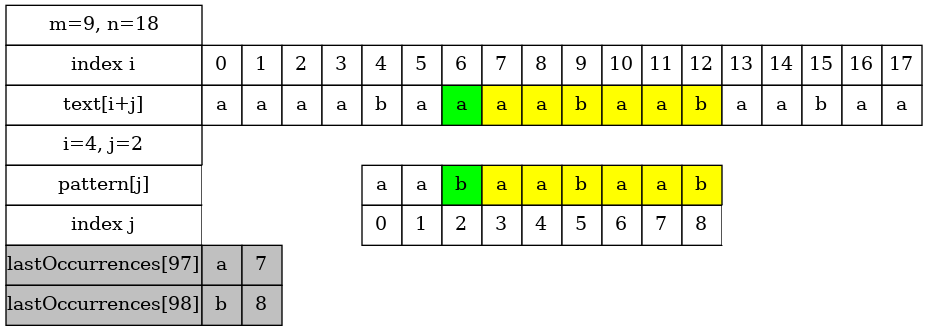 m=9, n=18
index i 0 1 2 3 4 5 6 7 8 9 10 11 12 13 14 15 16 17
text[i+j] a a a a b a a a a b a a b a a b a a
i=4, j=2
pattern[j] a a b a a b a a b
index j 0 1 2 3 4 5 6 7 8
lastOccurrences[97] a 7
lastOccurrences[98] b 8